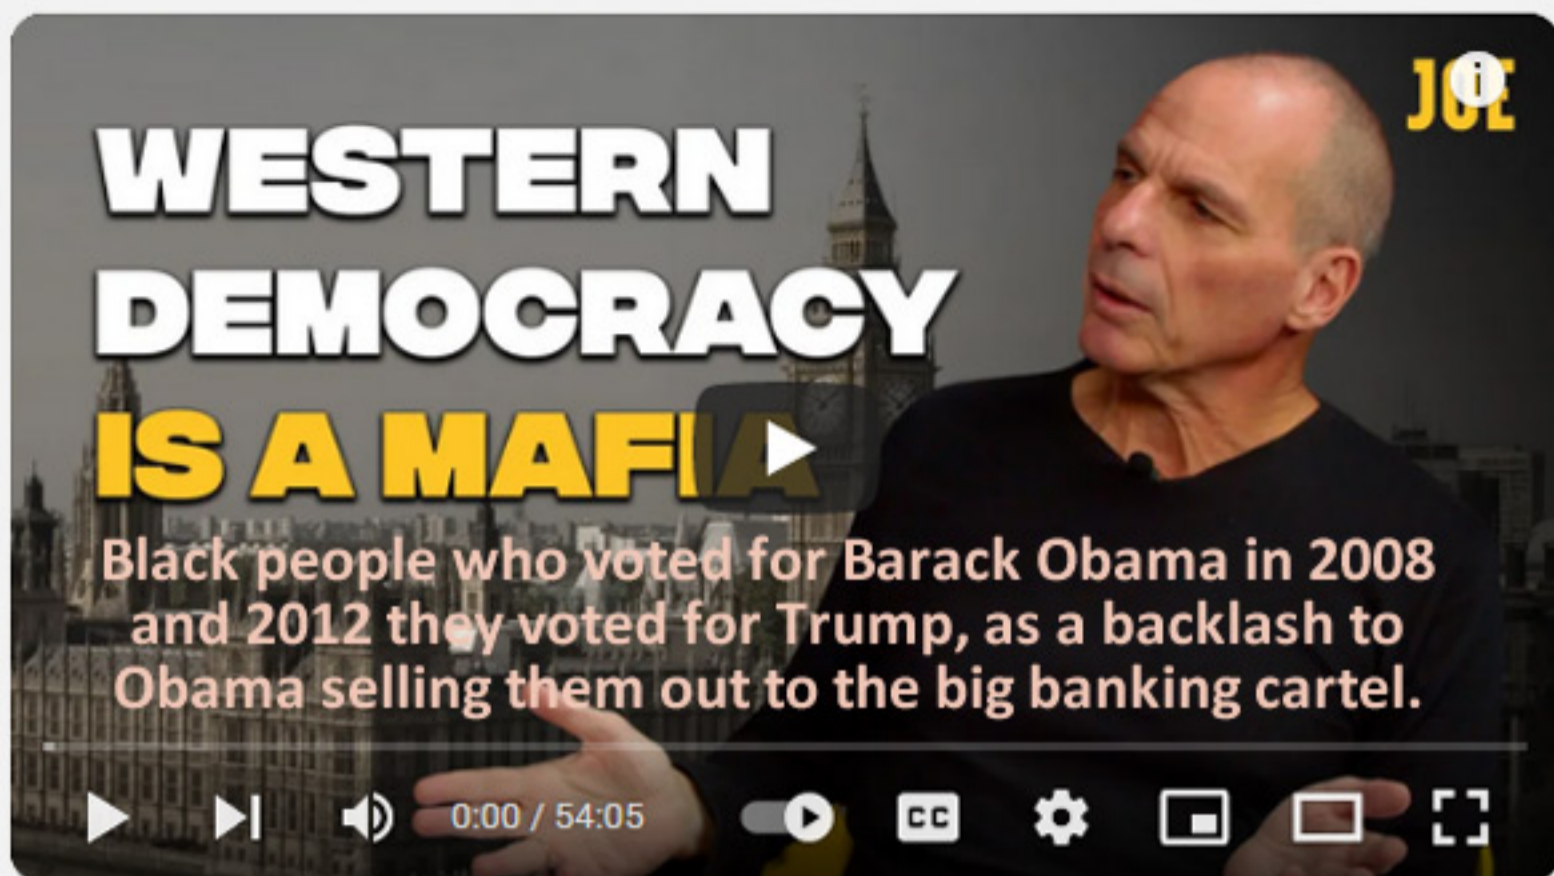 JOE
WESTERN
DEMOCRACY
IS A MAFIA
Black people who voted for Barack Obama in 2008
and 2012 they voted for Trump, as a backlash to
Obama selling them out to the big banking cartel.
0:00 / 54:05
CC